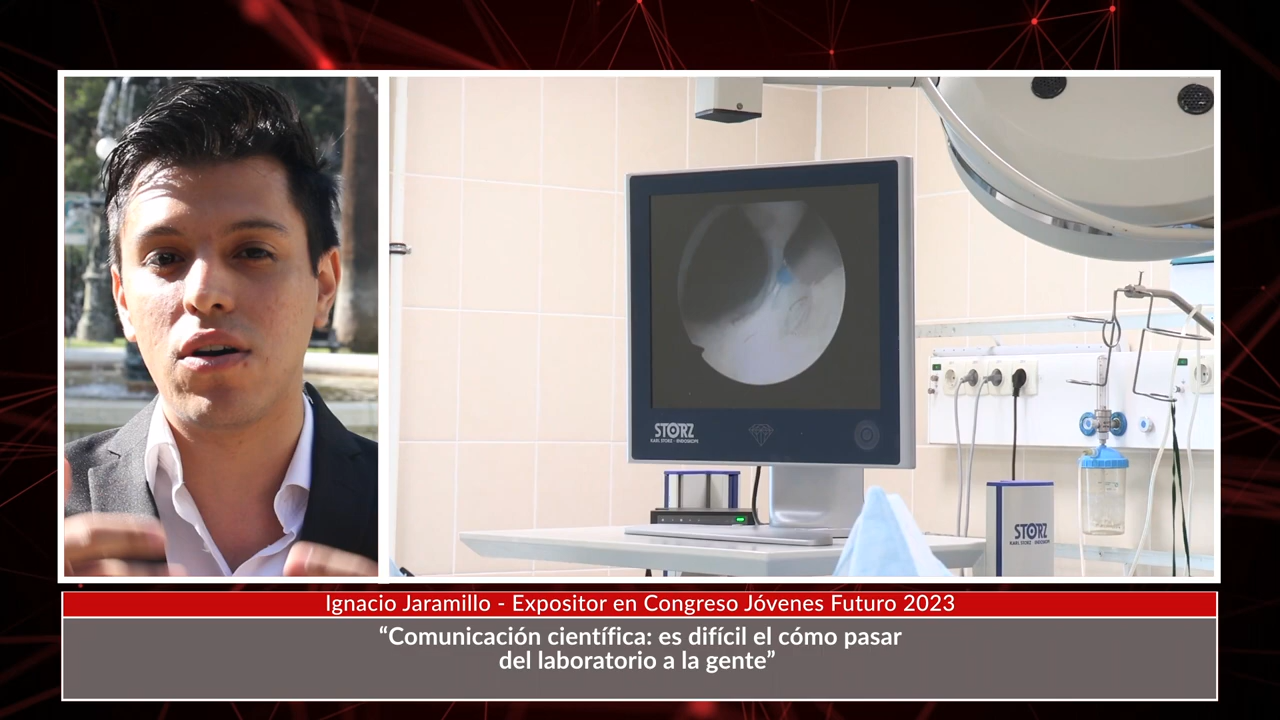 STORZ
KARL STORZ - ENDOSKOPE
STORZ
KARL STORZ - ENDOSKOPE
Ignacio Jaramillo - Expositor en Congreso Jóvenes Futuro 2023
“Comunicación científica: es difícil el cómo pasar
del laboratorio a la gente”